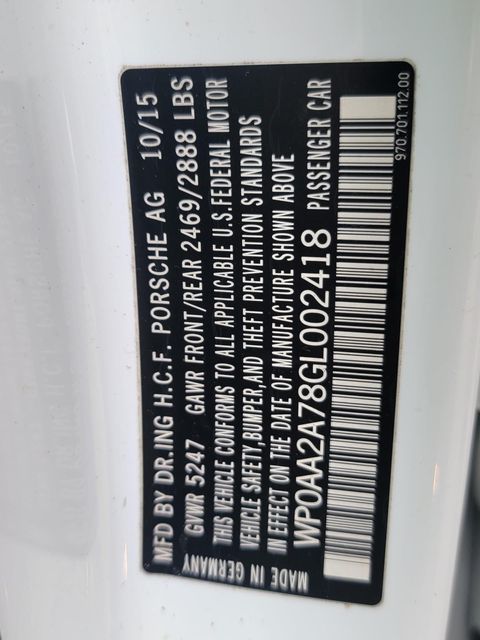 MFD BY DR.ING H.C.F. PORSCHE AG 10/15
GVWR 5247 GAWR FRONT/REAR 2469/2888 LBS
THIS VEHICLE CONFORMS TO ALL APPLICABLE U.S.FEDERAL MOTOR
VEHICLE SAFETY,BUMPER,AND THEFT PREVENTION STANDARDS
IN EFFECT ON THE DATE OF MANUFACTURE SHOWN ABOVE
WP0AA2A78GL002418 PASSENGER CAR
MADE IN GERMANY
970.701.112.00